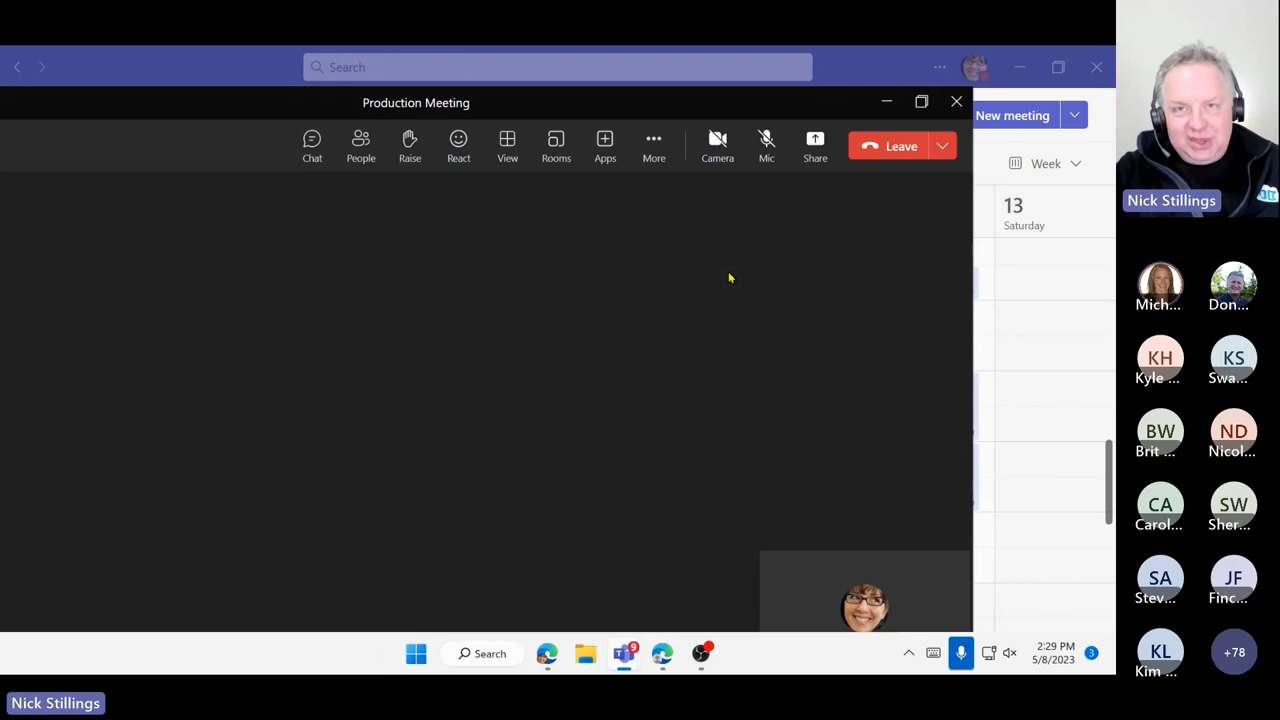 Search
Production Meeting
New meeting
Chat
People
Raise
React
View
Rooms
Apps
More
Camera
Mic
Share
Leave
Week
13
Saturday
Nick Stillings
Mich...
Don...
KH
KS
Kyle ...
Swa...
BW
ND
Brit ...
Nicol...
CA
SW
Carol...
Sher...
SA
JF
Stev...
Finc...
KL
+78
Kim ...
Search
9
2:29 PM
5/8/2023
3
Nick Stillings